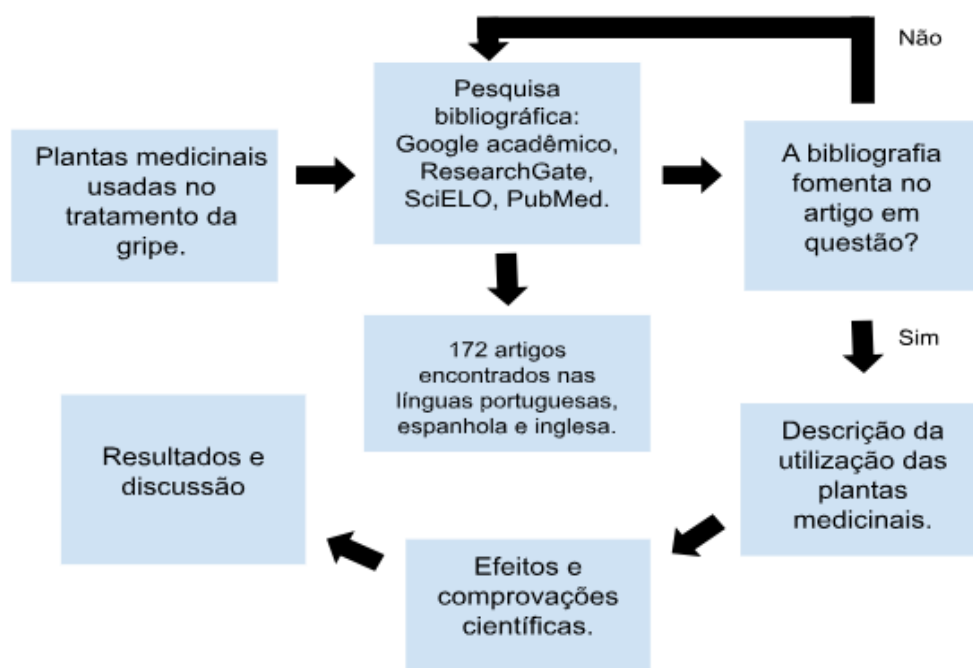 Plantas medicinais
usadas no
tratamento da
gripe.
Pesquisa
bibliográfica:
Google acadêmico,
ResearchGate,
SciELO, PubMed.
Não
A bibliografia
fomenta no
artigo em
questão?
Sim
172 artigos
encontrados nas
línguas portuguesas,
espanhola e inglesa.
Descrição da
utilização das
plantas
medicinais.
Efeitos e
comprovações
científicas.
Resultados e
discussão